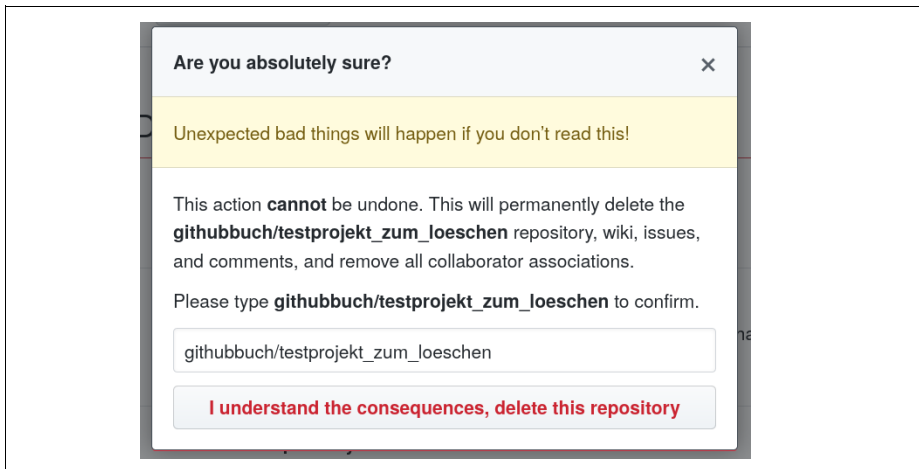 Are you absolutely sure?
Unexpected bad things will happen if you don't read this!
This action cannot be undone. This will permanently delete the
githubbuch/testprojekt_zum_loeschen repository, wiki, issues,
and comments, and remove all collaborator associations.
Please type githubbuch/testprojekt_zum_loeschen to confirm.
githubbuch/testprojekt_zum_loeschen
I understand the consequences, delete this repository